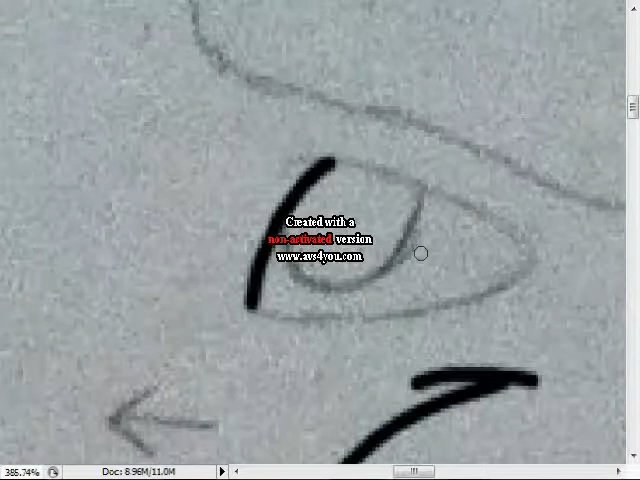 Created with a
non-activated version
www.avs4you.com
385.74%
Doc: 8.96M/11.0M